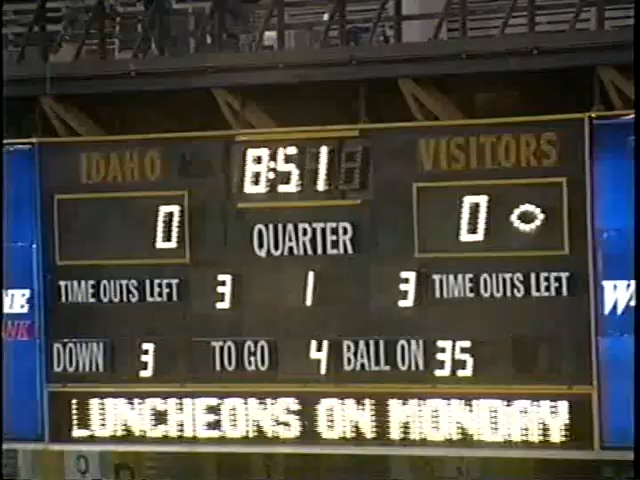 IDAHO 8:51 VISITORS
0 QUARTER 0
TIME OUTS LEFT 3 1 3 TIME OUTS LEFT
DOWN 3 TO GO 4 BALL ON 35
LUNCHEONS ON MONDAY